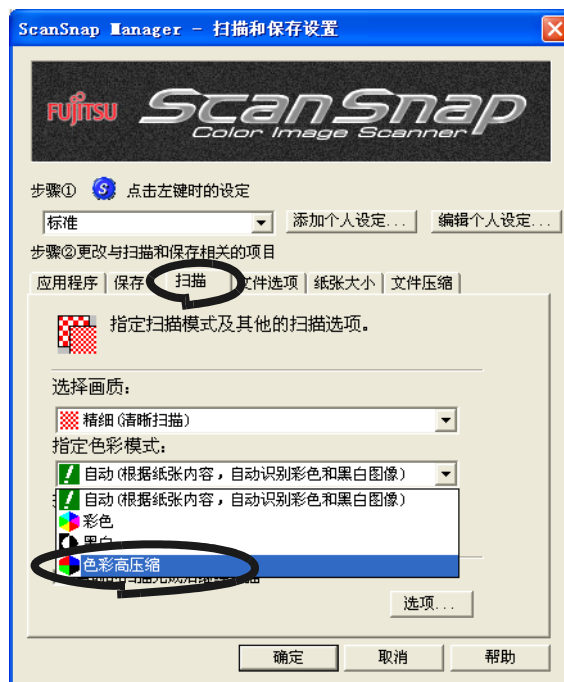 ScanSnap Manager - 扫描和保存设置
FUJITSU ScanSnap
Color Image Scanner
步骤① S 点击左键时的设定
标准 添加个人设定... 编辑个人设定...
步骤②更改与扫描和保存相关的项目
应用程序 保存 扫描 文件选项 纸张大小 文件压缩
指定扫描模式及其他的扫描选项。
选择画质:
精细(清晰扫描)
指定色彩模式:
自动(根据纸张内容，自动识别彩色和黑白图像)
自动(根据纸张内容，自动识别彩色和黑白图像)
彩色
黑白
色彩高压缩
选项...
确定 取消 帮助